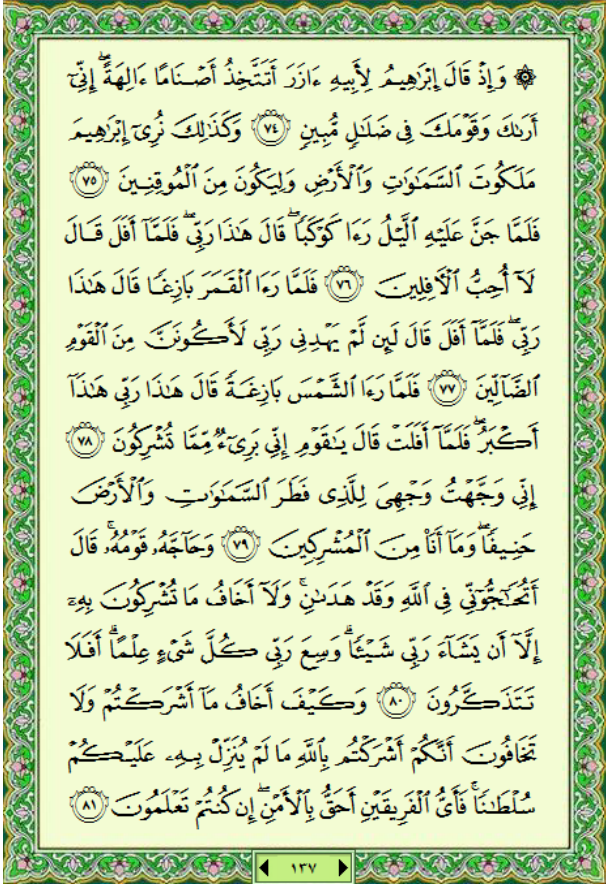 ۞ وَإِذْ قَالَ إِبْرَٰهِيمُ لِأَبِيهِ ءَازَرَ أَتَتَّخِذُ أَصْنَامًا ءَالِهَةً ۖ إِنِّىٓ
أَرَىٰكَ وَقَوْمَكَ فِى ضَلَٰلٍ مُّبِينٍ ﴿٧٤﴾ وَكَذَٰلِكَ نُرِىٓ إِبْرَٰهِيمَ
مَلَكُوتَ ٱلسَّمَٰوَٰتِ وَٱلْأَرْضِ وَلِيَكُونَ مِنَ ٱلْمُوقِنِينَ ﴿٧٥﴾
فَلَمَّا جَنَّ عَلَيْهِ ٱلَّيْلُ رَءَا كَوْكَبًا ۖ قَالَ هَٰذَا رَبِّى ۖ فَلَمَّآ أَفَلَ قَالَ
لَآ أُحِبُّ ٱلْءَافِلِينَ ﴿٧٦﴾ فَلَمَّا رَءَا ٱلْقَمَرَ بَازِغًا قَالَ هَٰذَا
رَبِّى ۖ فَلَمَّآ أَفَلَ قَالَ لَئِن لَّمْ يَهْدِنِى رَبِّى لَأَكُونَنَّ مِنَ ٱلْقَوْمِ
ٱلضَّآلِّينَ ﴿٧٧﴾ فَلَمَّا رَءَا ٱلشَّمْسَ بَازِغَةً قَالَ هَٰذَا رَبِّى هَٰذَآ
أَكْبَرُ ۖ فَلَمَّآ أَفَلَتْ قَالَ يَٰقَوْمِ إِنِّى بَرِىٓءٌ مِّمَّا تُشْرِكُونَ ﴿٧٨﴾
إِنِّى وَجَّهْتُ وَجْهِىَ لِلَّذِى فَطَرَ ٱلسَّمَٰوَٰتِ وَٱلْأَرْضَ
حَنِيفًا ۖ وَمَآ أَنَا۠ مِنَ ٱلْمُشْرِكِينَ ﴿٧٩﴾ وَحَآجَّهُۥ قَوْمُهُۥ ۚ قَالَ
أَتُحَٰٓجُّوٓنِّى فِى ٱللَّهِ وَقَدْ هَدَىٰنِ ۚ وَلَآ أَخَافُ مَا تُشْرِكُونَ بِهِۦٓ
إِلَّآ أَن يَشَآءَ رَبِّى شَيْـًٔا ۗ وَسِعَ رَبِّى كُلَّ شَىْءٍ عِلْمًا ۗ أَفَلَا
تَتَذَكَّرُونَ ﴿٨٠﴾ وَكَيْفَ أَخَافُ مَآ أَشْرَكْتُمْ وَلَا
تَخَافُونَ أَنَّكُمْ أَشْرَكْتُم بِٱللَّهِ مَا لَمْ يُنَزِّلْ بِهِۦ عَلَيْكُمْ
سُلْطَٰنًا ۚ فَأَىُّ ٱلْفَرِيقَيْنِ أَحَقُّ بِٱلْأَمْنِ ۖ إِن كُنتُمْ تَعْلَمُونَ ﴿٨١﴾
١٣٧